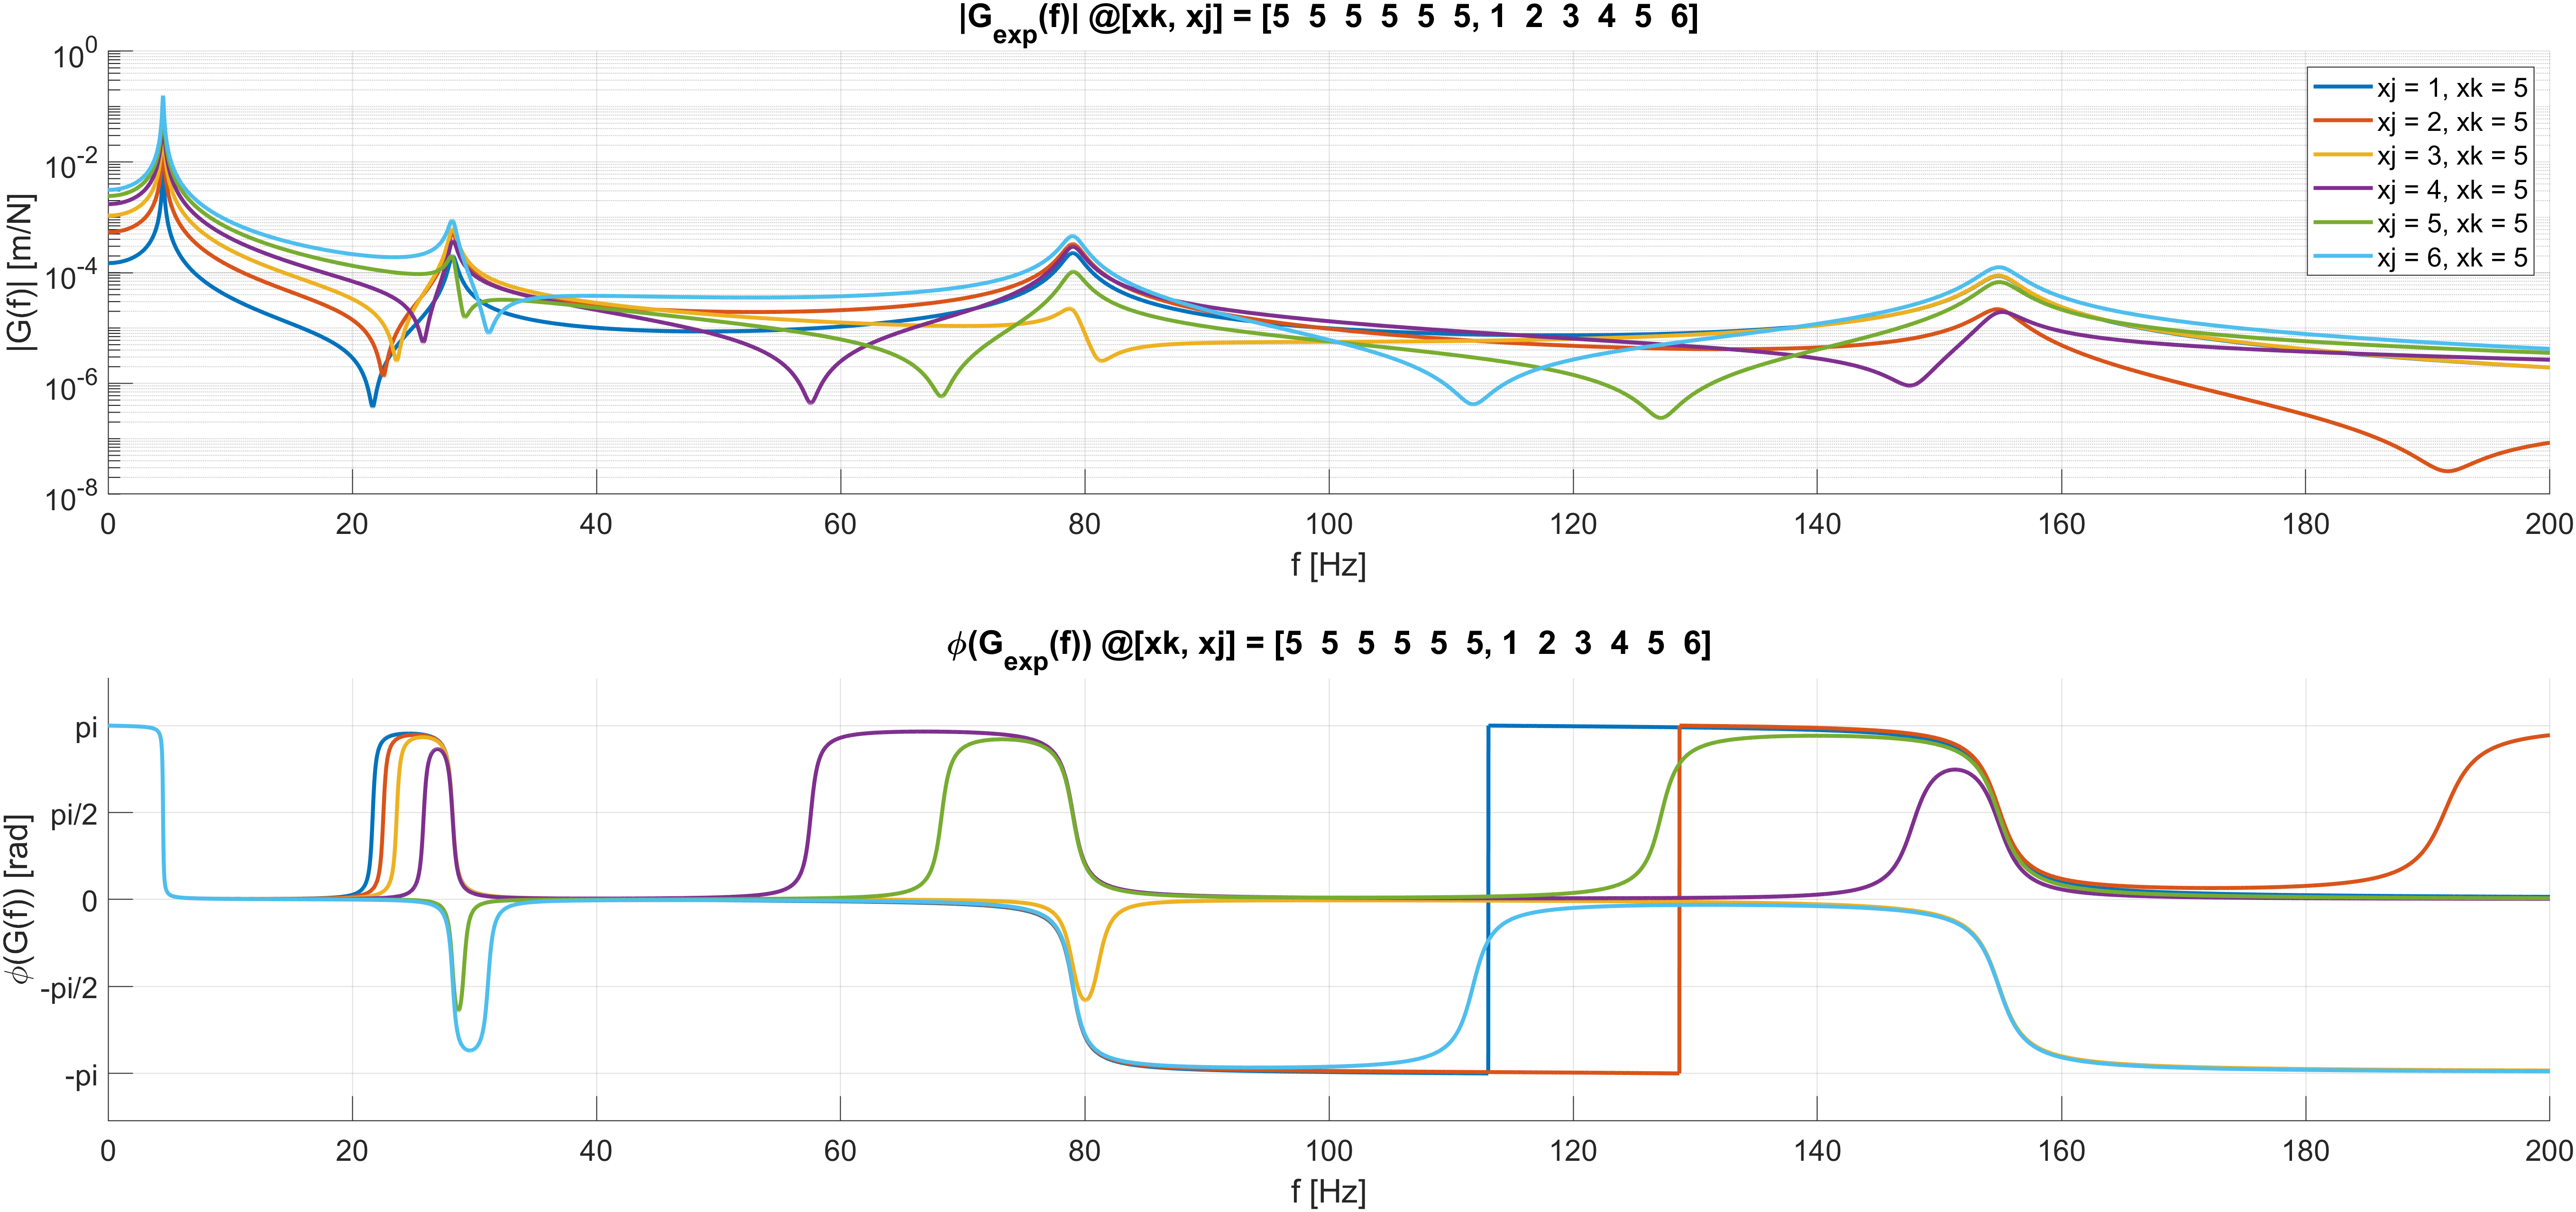 |G_exp(f)| @[xk, xj] = [5 5 5 5 5 5, 1 2 3 4 5 6]
10^0
10^-2
10^-4
10^-6
10^-8
|G(f)| [m/N]
xj = 1, xk = 5
xj = 2, xk = 5
xj = 3, xk = 5
xj = 4, xk = 5
xj = 5, xk = 5
xj = 6, xk = 5
0 20 40 60 80 100 120 140 160 180 200
f [Hz]
ϕ(G_exp(f)) @[xk, xj] = [5 5 5 5 5 5, 1 2 3 4 5 6]
pi
pi/2
0
-pi/2
-pi
ϕ(G(f)) [rad]
0 20 40 60 80 100 120 140 160 180 200
f [Hz]